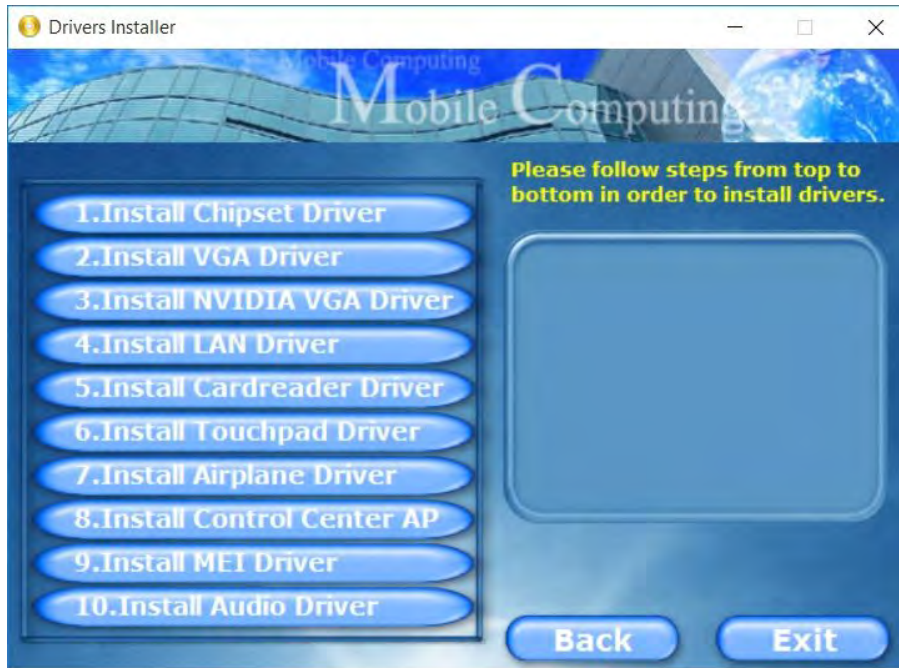 Drivers Installer
Mobile Computing
Mobile Computing
Please follow steps from top to
bottom in order to install drivers.
1.Install Chipset Driver
2.Install VGA Driver
3.Install NVIDIA VGA Driver
4.Install LAN Driver
5.Install Cardreader Driver
6.Install Touchpad Driver
7.Install Airplane Driver
8.Install Control Center AP
9.Install MEI Driver
10.Install Audio Driver
Back
Exit